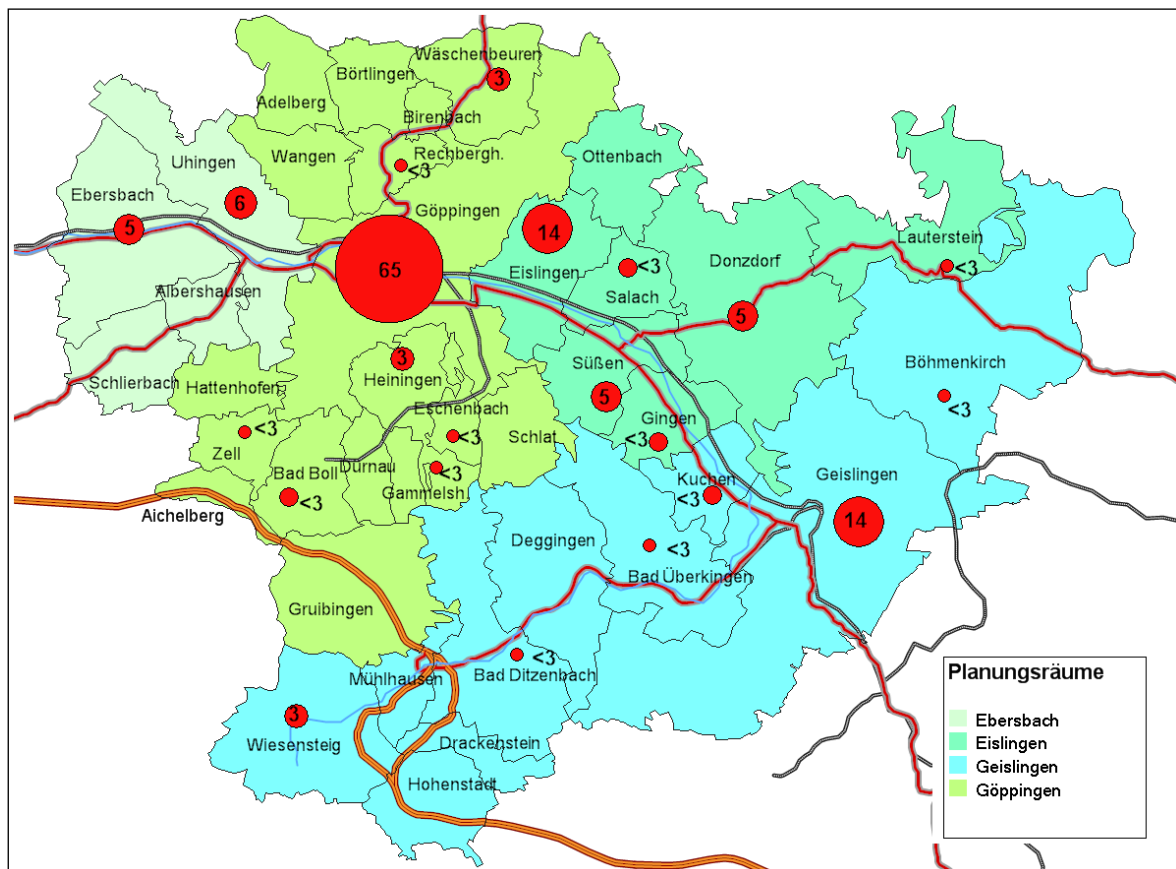 Wäschenbeuren
3
Börtlingen
Adelberg
Birenbach
Rechbergh.
<3
Wangen
Ottenbach
Uhingen
6
Ebersbach
5
Göppingen
65
14
Eislingen
<3
Salach
Donzdorf
5
Lauterstein
<3
Albershausen
Schlierbach
Hattenhofen
3
Heiningen
Eschenbach
<3
Süßen
5
Gingen
<3
Böhmenkirch
<3
Zell
<3
Bad Boll
<3
Dürnau
<3
Gammelsh.
Schlat
Kuchen
<3
Geislingen
14
Aichelberg
Deggingen
<3
Bad Überkingen
Gruibingen
Mühlhausen
<3
Bad Ditzenbach
3
Wiesensteig
Drackenstein
Hohenstadt
Planungsräume
Ebersbach
Eislingen
Geislingen
Göppingen